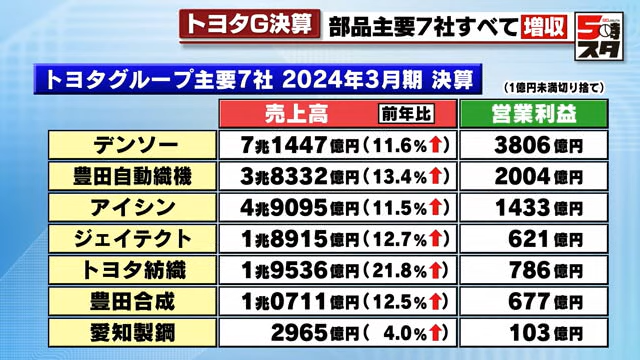 トヨタG決算 部品主要7社すべて増収 5時スタ
トヨタグループ主要7社 2024年3月期 決算 (1億円未満切り捨て)
売上高 前年比 営業利益
デンソー 7兆1447億円(11.6%↑) 3806億円
豊田自動織機 3兆8332億円(13.4%↑) 2004億円
アイシン 4兆9095億円(11.5%↑) 1433億円
ジェイテクト 1兆8915億円(12.7%↑) 621億円
トヨタ紡織 1兆9536億円(21.8%↑) 786億円
豊田合成 1兆0711億円(12.5%↑) 677億円
愛知製鋼 2965億円( 4.0%↑) 103億円